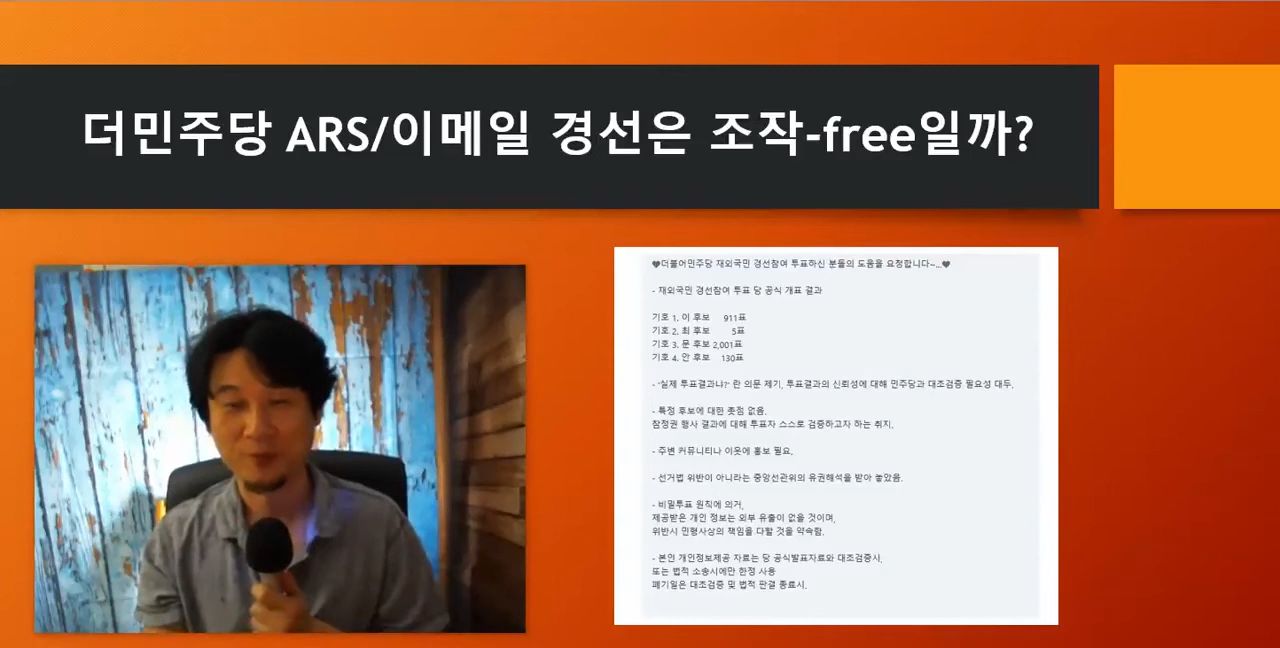 더민주당 ARS/이메일 경선은 조작-free일까?
♥더불어민주당 재외국민 경선참여 투표하신 분들의 도움을 요청합니다~...♥
- 재외국민 경선참여 투표 당 공식 개표 결과
기호 1. 이 후보 911표
기호 2. 최 후보 5표
기호 3. 문 후보 2,001표
기호 4. 안 후보 130표
- '실제 투표결과냐?' 란 의문 제기, 투표결과의 신뢰성에 대해 민주당과 대조검증 필요성 대두.
- 특정 후보에 대한 촛점 없음.
참정권 행사 결과에 대해 투표자 스스로 검증하고자 하는 취지.
- 주변 커뮤니티나 이웃에 홍보 필요.
- 선거법 위반이 아니라는 중앙선관위의 유권해석을 받아 놓았음.
- 비밀투표 원칙에 의거,
제공받은 개인 정보는 외부 유출이 없을 것이며,
위반시 민형사상의 책임을 다할 것을 약속함.
- 본인 개인정보제공 자료는 당 공식발표자료와 대조검증시,
또는 법적 소송시에만 한정 사용
폐기일은 대조검증 및 법적 판결 종료시.